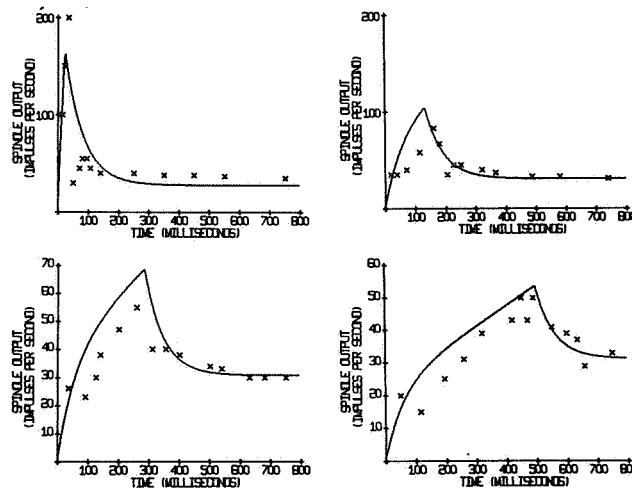 200
100
SPINDLE OUTPUT
(IMPULSES PER SECOND)
0 100 200 300 400 500 600 700 800
TIME (MILLISECONDS)
200
100
SPINDLE OUTPUT
(IMPULSES PER SECOND)
0 100 200 300 400 500 600 700 800
TIME (MILLISECONDS)
70
60
50
40
30
20
10
SPINDLE OUTPUT
(IMPULSES PER SECOND)
0 100 200 300 400 500 600 700 800
TIME (MILLISECONDS)
60
50
40
30
20
10
SPINDLE OUTPUT
(IMPULSES PER SECOND)
0 100 200 300 400 500 600 700 800
TIME (MILLISECONDS)